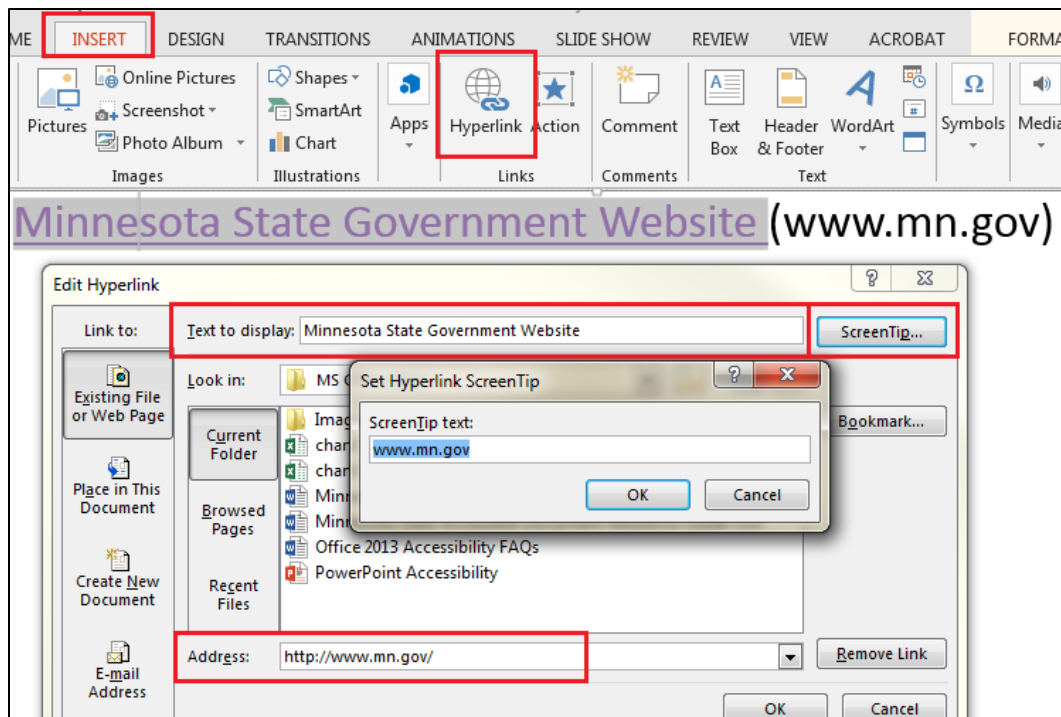 ME INSERT DESIGN TRANSITIONS ANIMATIONS SLIDE SHOW REVIEW VIEW ACROBAT FORMA
Pictures
Online Pictures
Screenshot
Photo Album
Images
Shapes
SmartArt
Chart
Illustrations
Apps
Hyperlink
Action
Links
Comment
Comments
Text
Box
Header
& Footer
WordArt
#
Text
Ω
Symbols
Media
Minnesota State Government Website (www.mn.gov)
Edit Hyperlink
?
Link to:
Text to display: Minnesota State Government Website
ScreenTip...
Existing File
or Web Page
Place in This
Document
Create New
Document
E-mail
Address
Look in:
MS
Current
Folder
Browsed
Pages
Recent
Files
Imag
char
char
Minn
Minn
Office 2013 Accessibility FAQs
PowerPoint Accessibility
Set Hyperlink ScreenTip
?
ScreenTip text:
www.mn.gov
OK Cancel
Bookmark...
Address: http://www.mn.gov/
Remove Link
OK Cancel